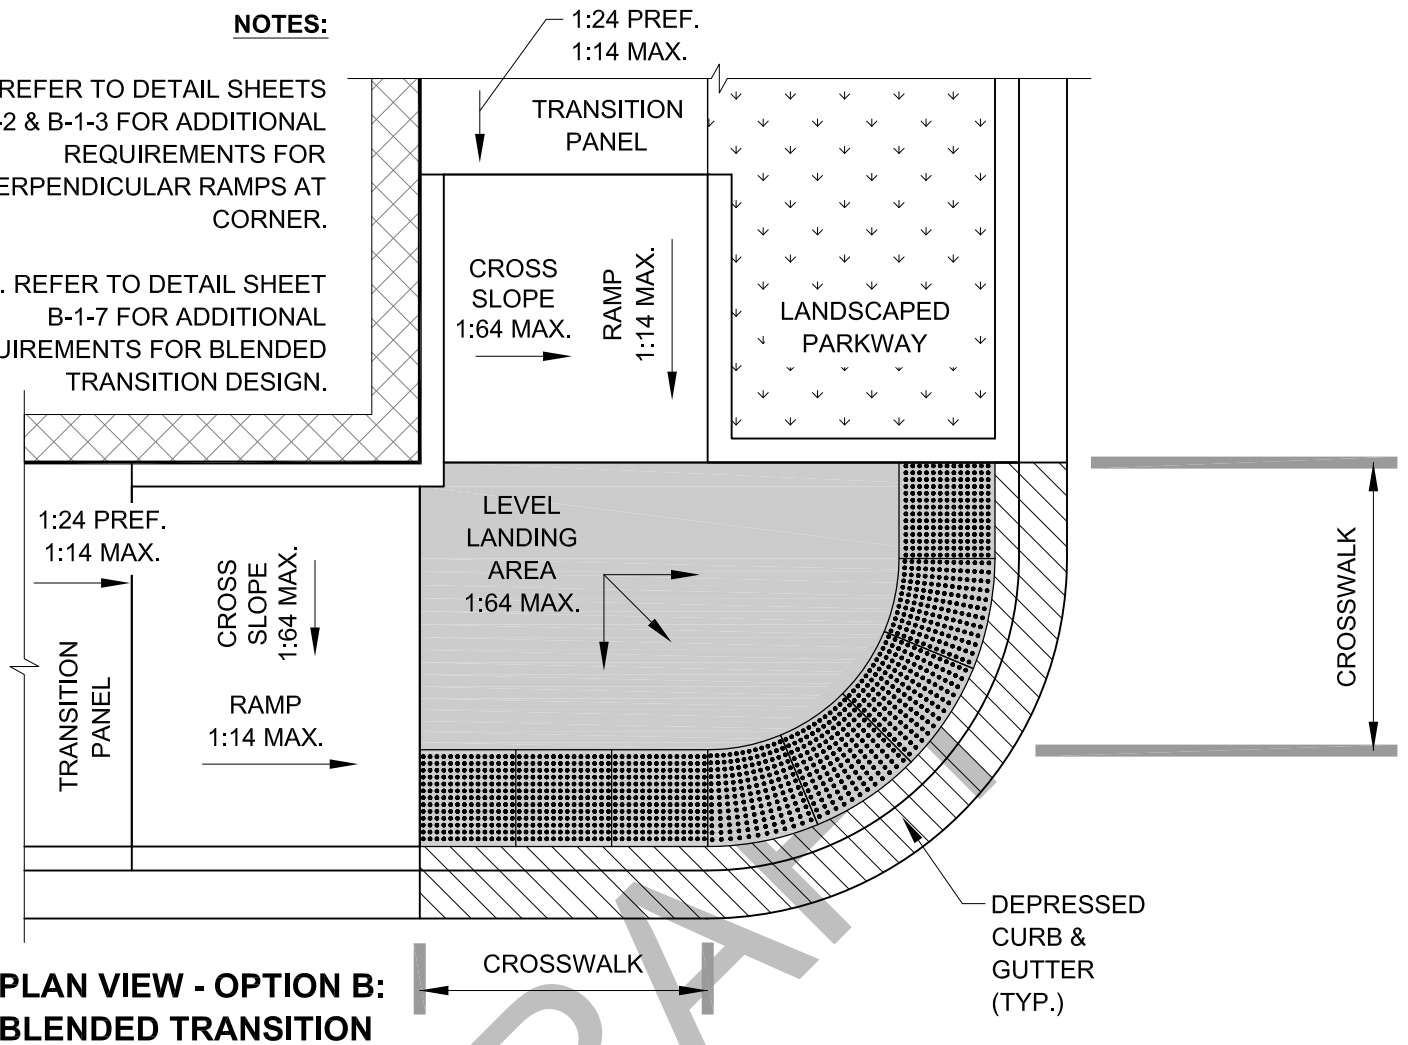 NOTES:
REFER TO DETAIL SHEETS
-2 & B-1-3 FOR ADDITIONAL
REQUIREMENTS FOR
ERPENDICULAR RAMPS AT
CORNER.
. REFER TO DETAIL SHEET
B-1-7 FOR ADDITIONAL
UIREMENTS FOR BLENDED
TRANSITION DESIGN.
1:24 PREF.
1:14 MAX.
TRANSITION
PANEL
CROSS
SLOPE
1:64 MAX.
RAMP
1:14 MAX.
LANDSCAPED
PARKWAY
1:24 PREF.
1:14 MAX.
TRANSITION
PANEL
CROSS
SLOPE
1:64 MAX.
RAMP
1:14 MAX.
LEVEL
LANDING
AREA
1:64 MAX.
CROSSWALK
DEPRESSED
CURB &
GUTTER
(TYP.)
CROSSWALK
PLAN VIEW - OPTION B:
BLENDED TRANSITION
RAFT